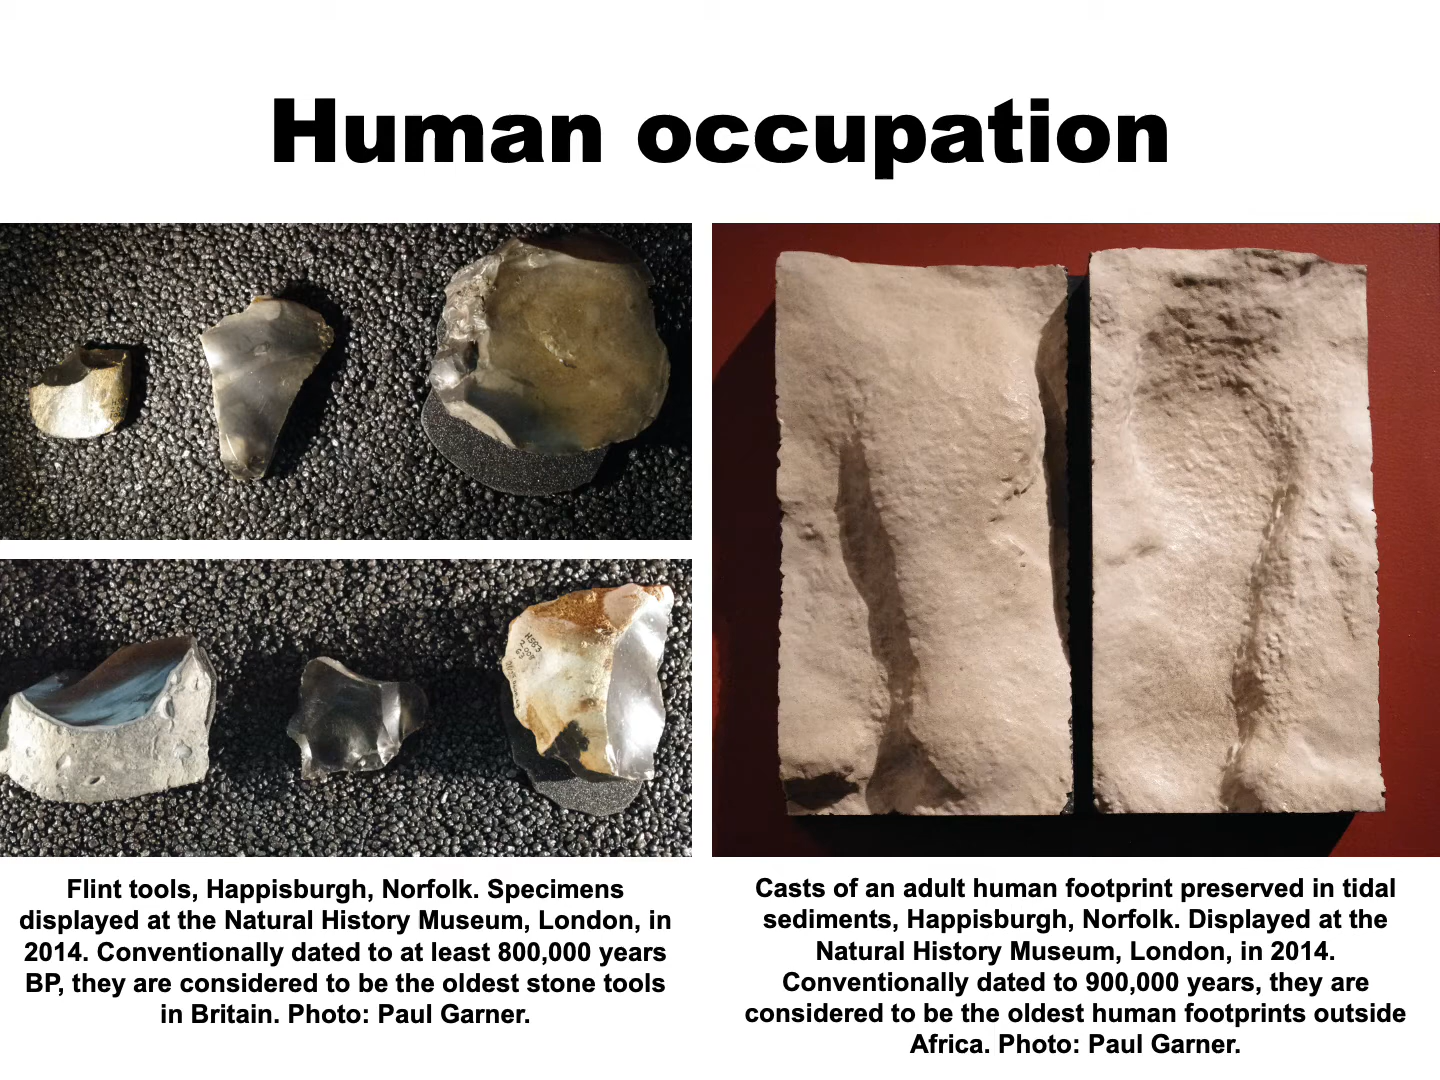 Human occupation
H583
2009
63
Flint tools, Happisburgh, Norfolk. Specimens
displayed at the Natural History Museum, London, in
2014. Conventionally dated to at least 800,000 years
BP, they are considered to be the oldest stone tools
in Britain. Photo: Paul Garner.
Casts of an adult human footprint preserved in tidal
sediments, Happisburgh, Norfolk. Displayed at the
Natural History Museum, London, in 2014.
Conventionally dated to 900,000 years, they are
considered to be the oldest human footprints outside
Africa. Photo: Paul Garner.